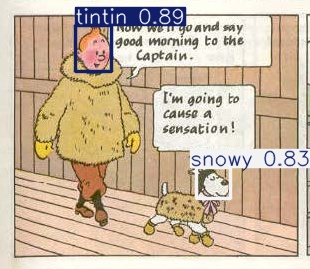 tintin 0.89
Now we'll go and say
good morning to the
Captain.
I'm going to
cause a
sensation!
snowy 0.83